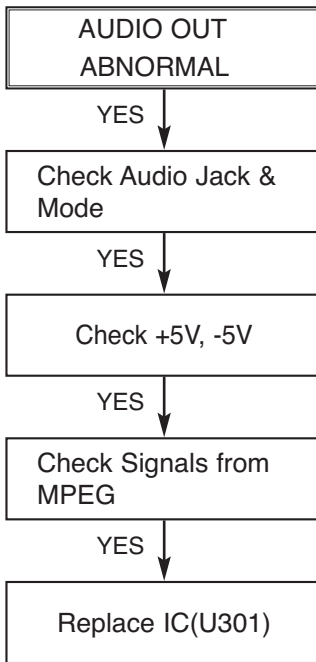 AUDIO OUT
ABNORMAL
YES
Check Audio Jack &
Mode
YES
Check +5V, -5V
YES
Check Signals from
MPEG
YES
Replace IC(U301)